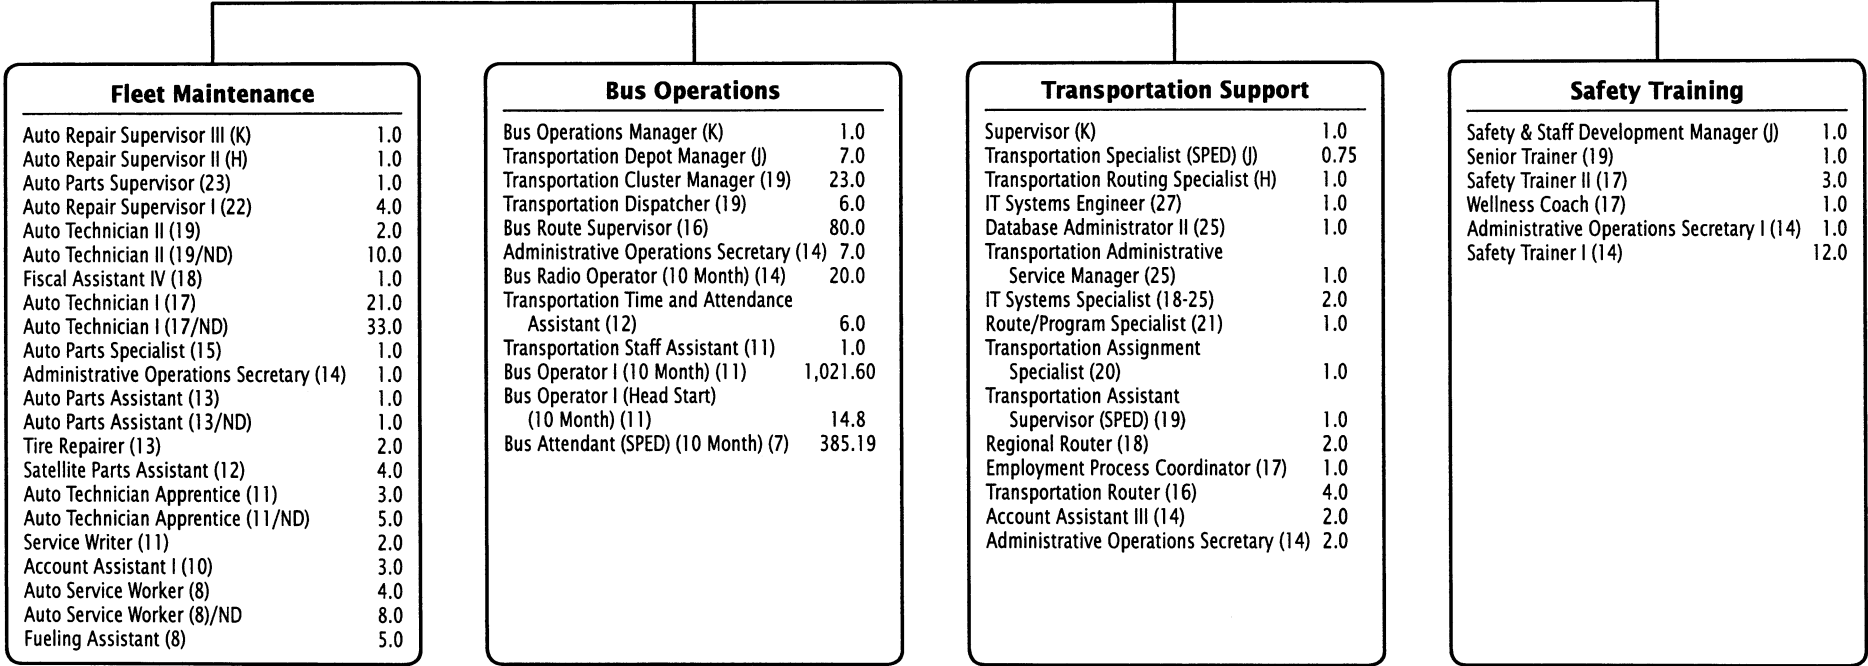 Fleet Maintenance
Auto Repair Supervisor III (K) 1.0
Auto Repair Supervisor II (H) 1.0
Auto Parts Supervisor (23) 1.0
Auto Repair Supervisor I (22) 4.0
Auto Technician II (19) 2.0
Auto Technician II (19/ND) 10.0
Fiscal Assistant IV (18) 1.0
Auto Technician I (17) 21.0
Auto Technician I (17/ND) 33.0
Auto Parts Specialist (15) 1.0
Administrative Operations Secretary (14) 1.0
Auto Parts Assistant (13) 1.0
Auto Parts Assistant (13/ND) 1.0
Tire Repairer (13) 2.0
Satellite Parts Assistant (12) 4.0
Auto Technician Apprentice (11) 3.0
Auto Technician Apprentice (11/ND) 5.0
Service Writer (11) 2.0
Account Assistant I (10) 3.0
Auto Service Worker (8) 4.0
Auto Service Worker (8)/ND 8.0
Fueling Assistant (8) 5.0
Bus Operations
Bus Operations Manager (K) 1.0
Transportation Depot Manager (J) 7.0
Transportation Cluster Manager (19) 23.0
Transportation Dispatcher (19) 6.0
Bus Route Supervisor (16) 80.0
Administrative Operations Secretary (14) 7.0
Bus Radio Operator (10 Month) (14) 20.0
Transportation Time and Attendance
Assistant (12) 6.0
Transportation Staff Assistant (11) 1.0
Bus Operator I (10 Month) (11) 1,021.60
Bus Operator I (Head Start)
(10 Month) (11) 14.8
Bus Attendant (SPED) (10 Month) (7) 385.19
Transportation Support
Supervisor (K) 1.0
Transportation Specialist (SPED) (J) 0.75
Transportation Routing Specialist (H) 1.0
IT Systems Engineer (27) 1.0
Database Administrator II (25) 1.0
Transportation Administrative
Service Manager (25) 1.0
IT Systems Specialist (18-25) 2.0
Route/Program Specialist (21) 1.0
Transportation Assignment
Specialist (20) 1.0
Transportation Assistant
Supervisor (SPED) (19) 1.0
Regional Router (18) 2.0
Employment Process Coordinator (17) 1.0
Transportation Router (16) 4.0
Account Assistant III (14) 2.0
Administrative Operations Secretary (14) 2.0
Safety Training
Safety & Staff Development Manager (J) 1.0
Senior Trainer (19) 1.0
Safety Trainer II (17) 3.0
Wellness Coach (17) 1.0
Administrative Operations Secretary I (14) 1.0
Safety Trainer I (14) 12.0